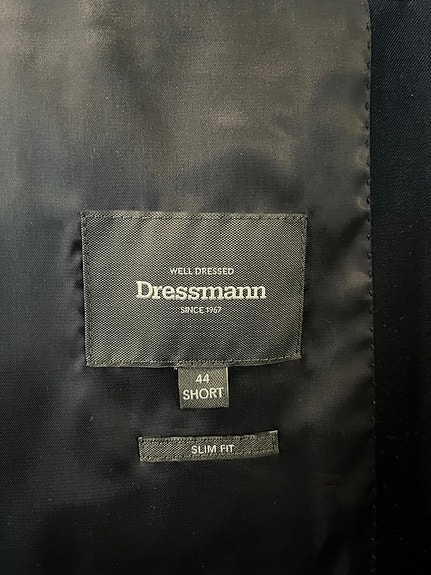 WELL DRESSED
Dressmann
SINCE 1967
44
SHORT
SLIM FIT